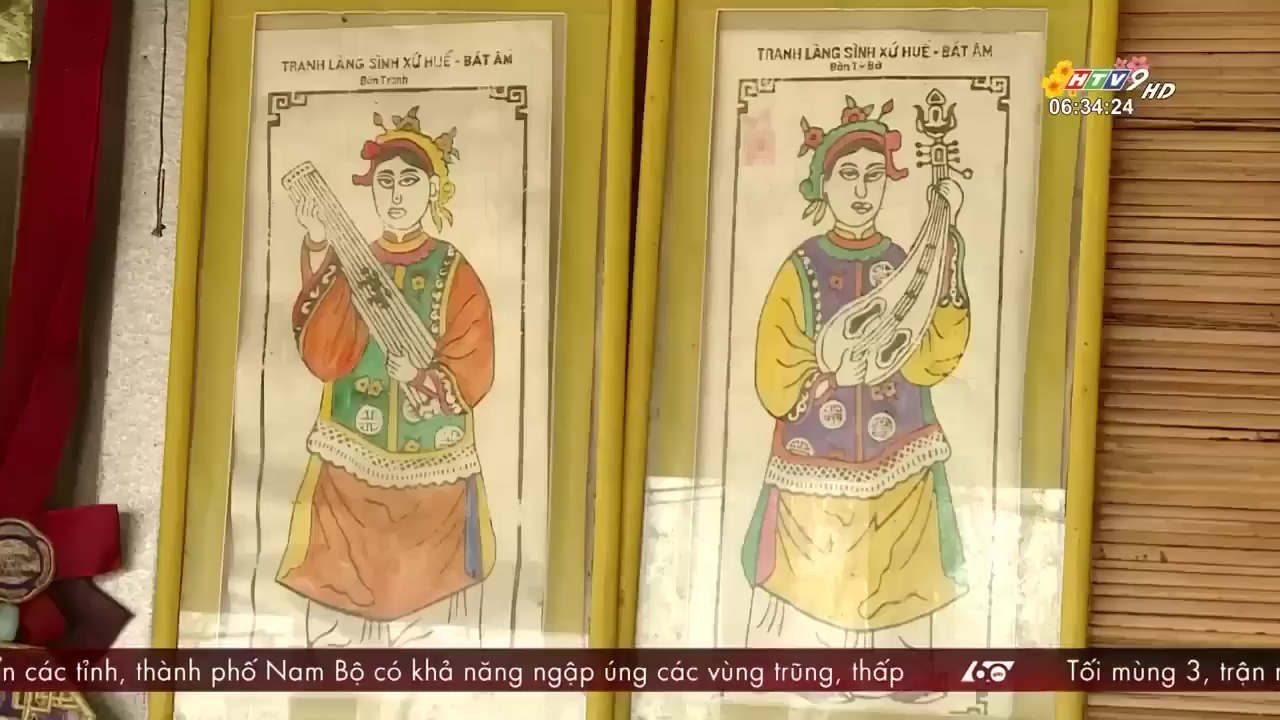 TRANH LÀNG SÌNH XỨ HUẾ - BÁT ÂM
Đàn Tranh
TRANH LÀNG SÌNH XỨ HUẾ - BÁT ÂM
Đàn Tỳ Bà
HTV9 HD
06:34:24
các tỉnh, thành phố Nam Bộ có khả năng ngập úng các vùng trũng, thấp
60
Tối mùng 3, trận